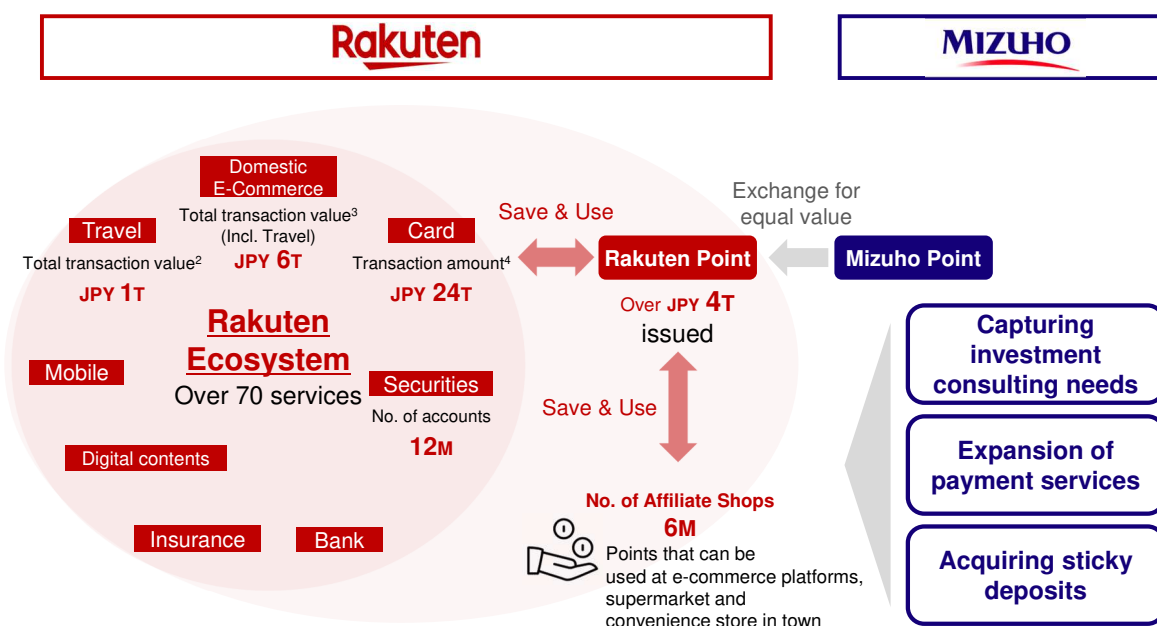 Rakuten
MIZUHO
Domestic
E-Commerce
Total transaction value3
(Incl. Travel)
JPY 6T
Travel
Total transaction value2
JPY 1T
Card
Transaction amount4
JPY 24T
Rakuten
Ecosystem
Over 70 services
Mobile
Securities
No. of accounts
12M
Digital contents
Insurance
Bank
Save & Use
Rakuten Point
Over JPY 4T
issued
Save & Use
No. of Affiliate Shops
6M
Points that can be
used at e-commerce platforms,
supermarket and
convenience store in town
Exchange for
equal value
Mizuho Point
Capturing
investment
consulting needs
Expansion of
payment services
Acquiring sticky
deposits